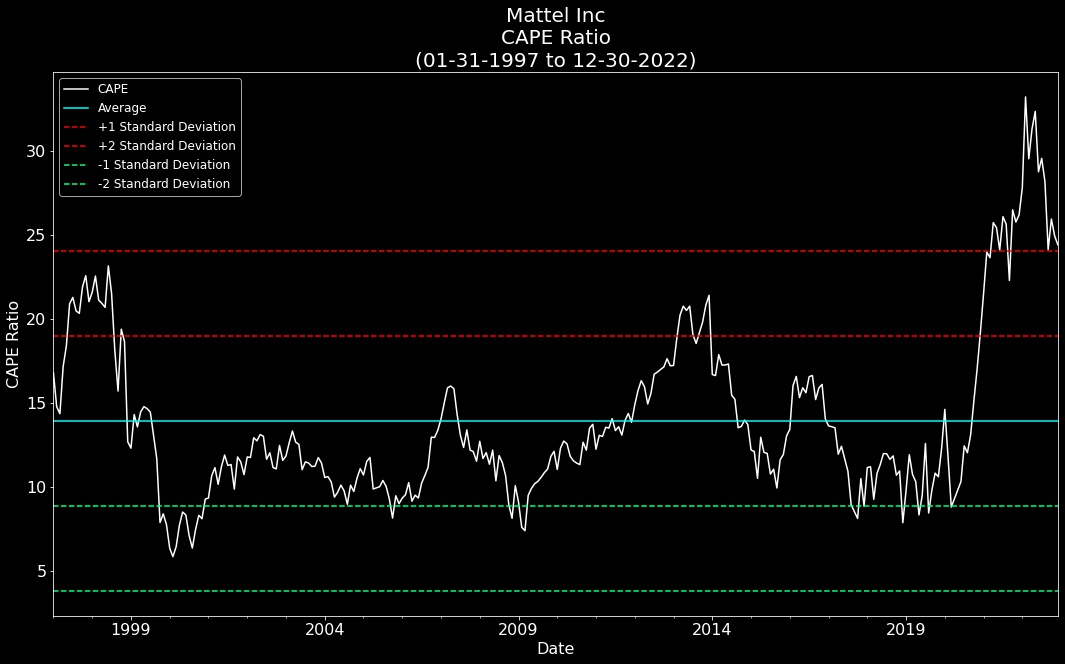 Mattel Inc
CAPE Ratio
(01-31-1997 to 12-30-2022)
CAPE
Average
+1 Standard Deviation
+2 Standard Deviation
-1 Standard Deviation
-2 Standard Deviation
CAPE Ratio
30
25
20
15
10
5
1999
2004
2009
2014
2019
Date